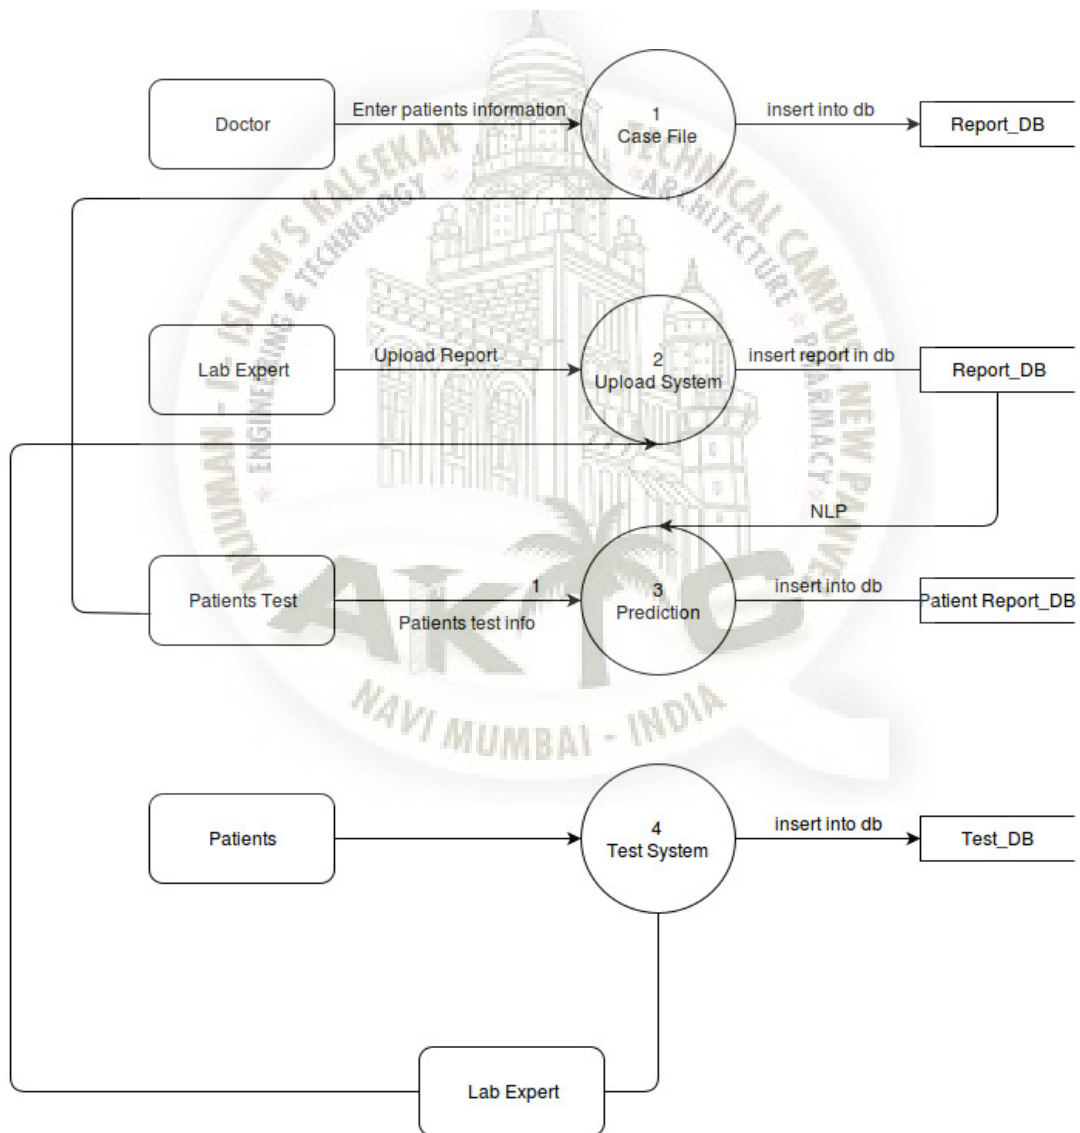 Doctor
Enter patients information
1
Case File
insert into db
Report_DB
ANJUMAN - I - ISLAM'S KALSEKAR TECHNICAL CAMPUS NEW PANVEL
ENGINEERING & TECHNOLOGY * ARCHITECTURE * PHARMACY *
Lab Expert
Upload Report
2
Upload System
insert report in db
Report_DB
NLP
Patients Test
1
Patients test info
3
Prediction
insert into db
Patient Report_DB
AKTC
NAVI MUMBAI - INDIA
Patients
4
Test System
insert into db
Test_DB
Lab Expert